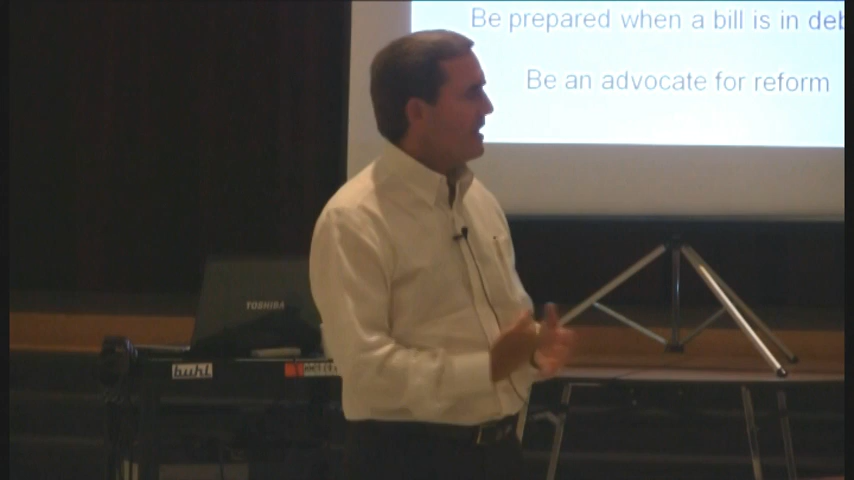 Be prepared when a bill is in deb
Be an advocate for reform
TOSHIBA
buhl